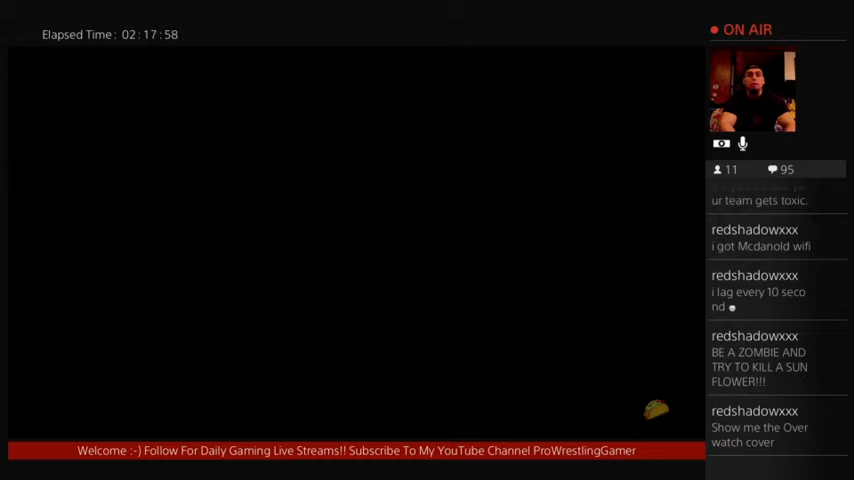 Elapsed Time: 02:17:58
ON AIR
11
95
ur team gets toxic.
redshadowxxx
i got Mcdanold wifi
redshadowxxx
i lag every 10 seco
nd
redshadowxxx
BE A ZOMBIE AND
TRY TO KILL A SUN
FLOWER!!!
redshadowxxx
Show me the Over
watch cover
Welcome :-) Follow For Daily Gaming Live Streams!! Subscribe To My YouTube Channel ProWrestlingGamer